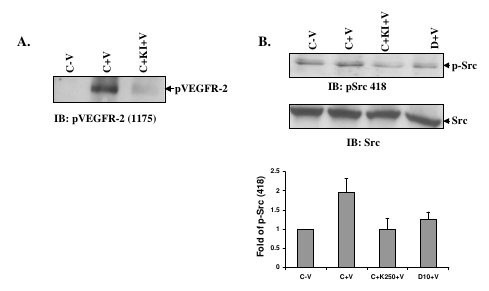 A.
C-V
C+V
C+KI+V
pVEGFR-2
IB: pVEGFR-2 (1175)
B.
C-V
C+V
C+KI+V
D+V
p-Src
IB: pSrc 418
Src
IB: Src
Fold of p-Src (418)
2.5
2
1.5
1
0.5
0
C-V
C+V
C+K250+V
D10+V